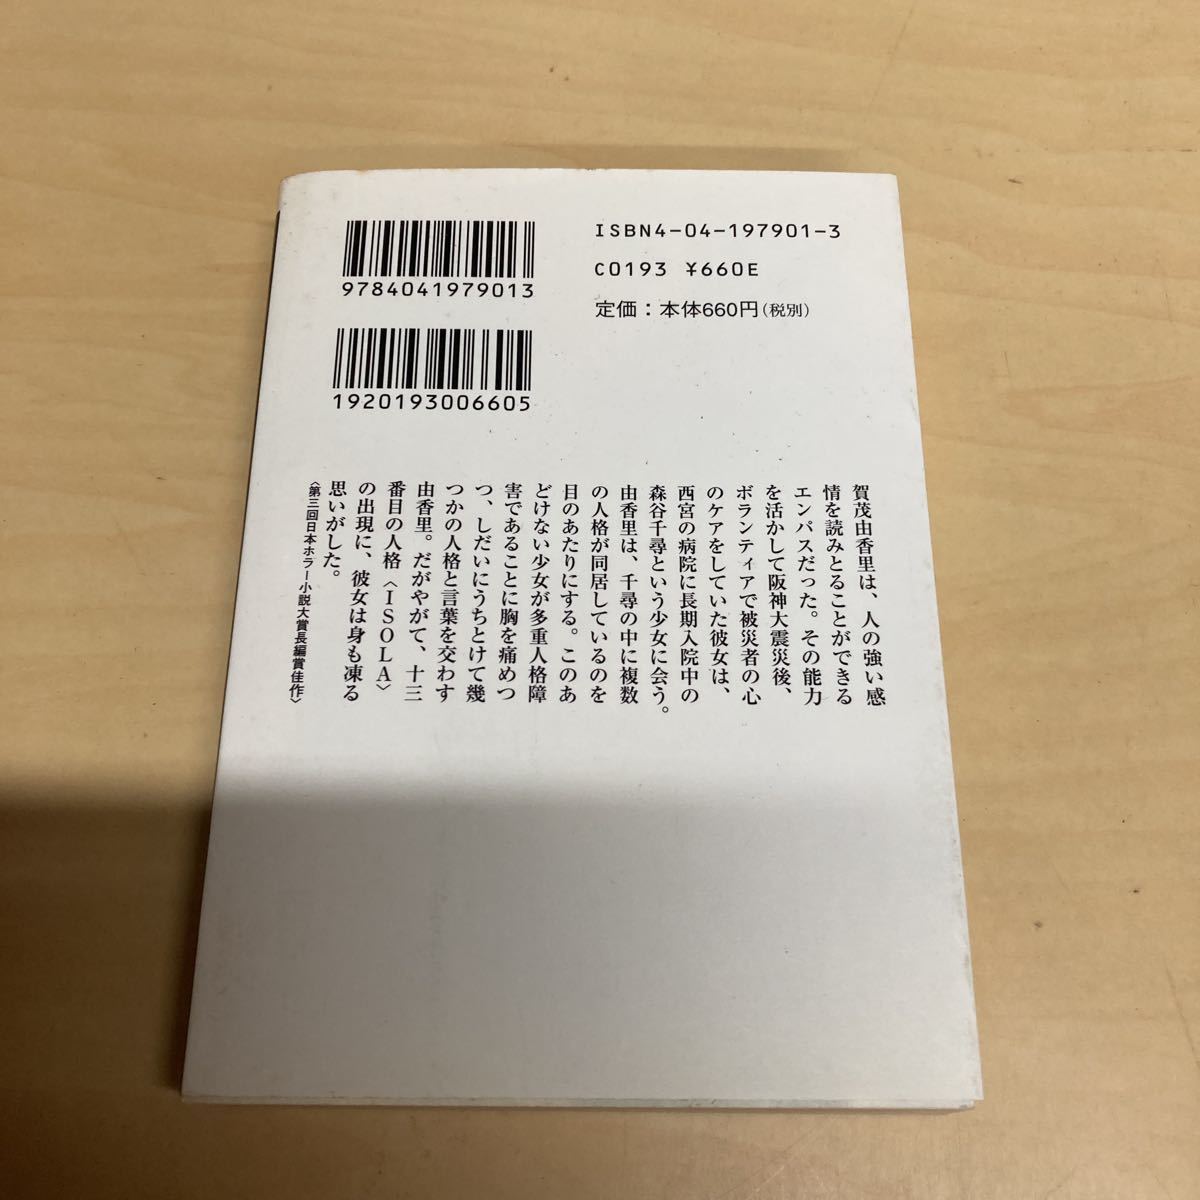 ISBN4-04-197901-3
C0193 ¥660E
定価：本体660円(税別)
9784041979013
1920193006605
賀茂由香里は、人の強い感
情を読みとることができる
エンパスだった。その能力
を活かして阪神大震災後、
ボランティアで被災者の心
のケアをしていた彼女は、
西宮の病院に長期入院中の
森谷千尋という少女に会う。
由香里は、千尋の中に複数
の人格が同居しているのを
目のあたりにする。このあ
どけない少女が多重人格障
害であることに胸を痛めつ
つ、しだいにうちとけて幾
つかの人格と言葉を交わす
由香里。だがやがて、十三
番目の人格〈ISOLA〉
の出現に、彼女は身も凍る
思いがした。
〈第三回日本ホラー小説大賞長編賞佳作〉